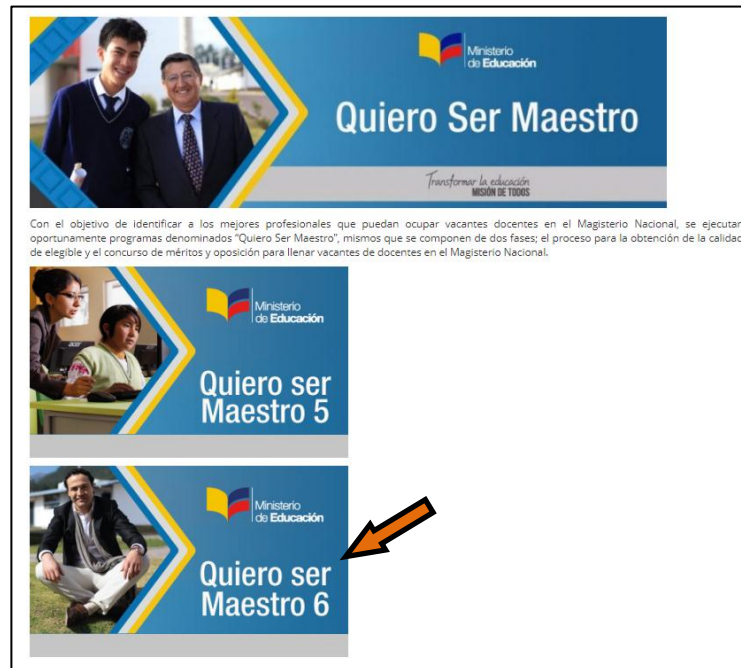 Ministerio
de Educación
Quiero Ser Maestro
Transformar la educación
MISIÓN DE TODOS
Con el objetivo de identificar a los mejores profesionales que puedan ocupar vacantes docentes en el Magisterio Nacional, se ejecutan
oportunamente programas denominados "Quiero Ser Maestro", mismos que se componen de dos fases; el proceso para la obtención de la calidad
de elegible y el concurso de méritos y oposición para llenar vacantes de docentes en el Magisterio Nacional.
acer
Ministerio
de Educación
Quiero ser
Maestro 5
Ministerio
de Educación
Quiero ser
Maestro 6